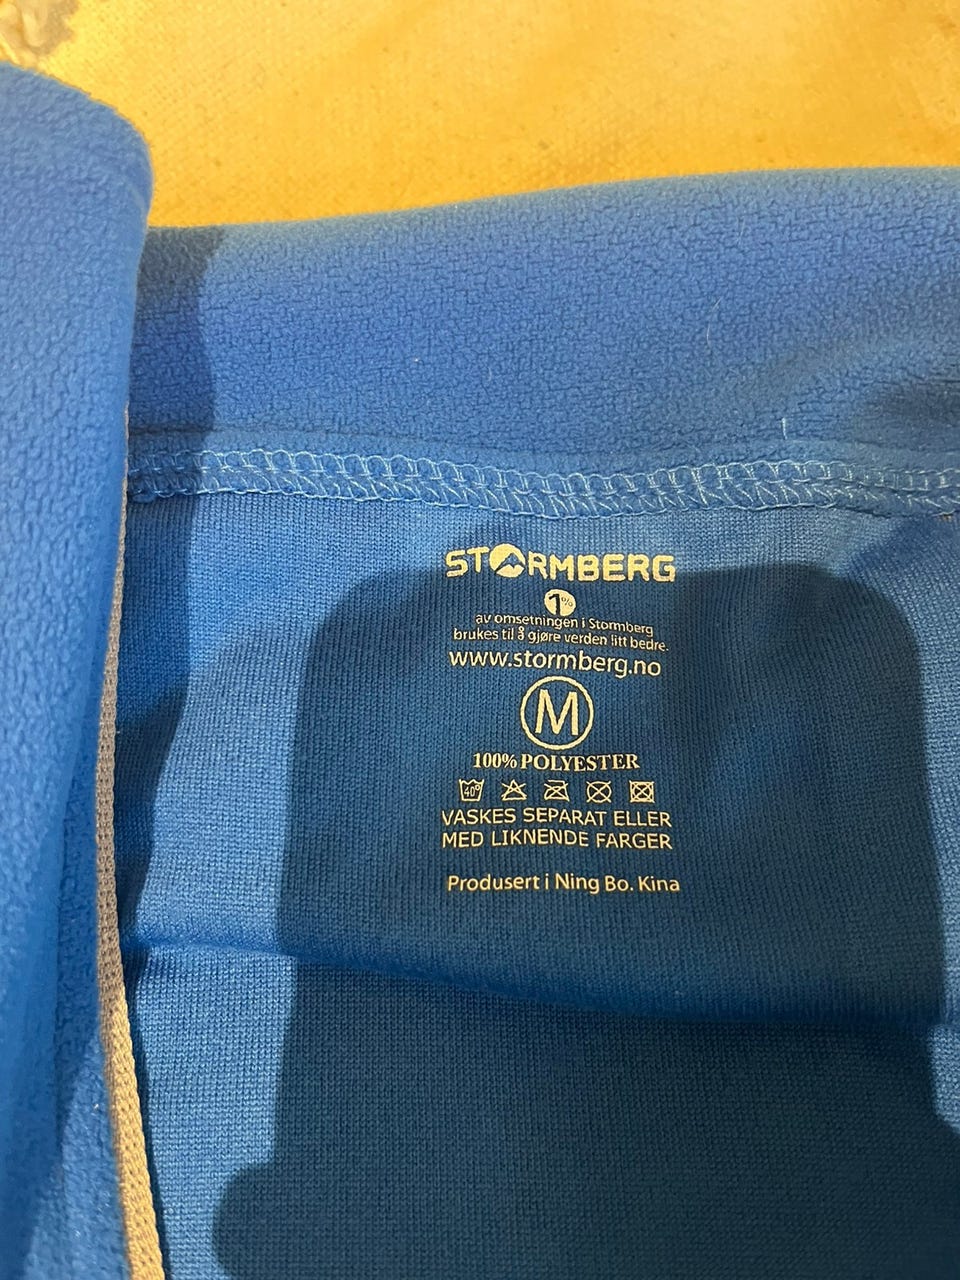 STORMBERG
1%
av omsetningen i Stormberg
brukes til å gjøre verden litt bedre.
www.stormberg.no
M
100% POLYESTER
40°
VASKES SEPARAT ELLER
MED LIKNENDE FARGER
Produsert i Ning Bo. Kina